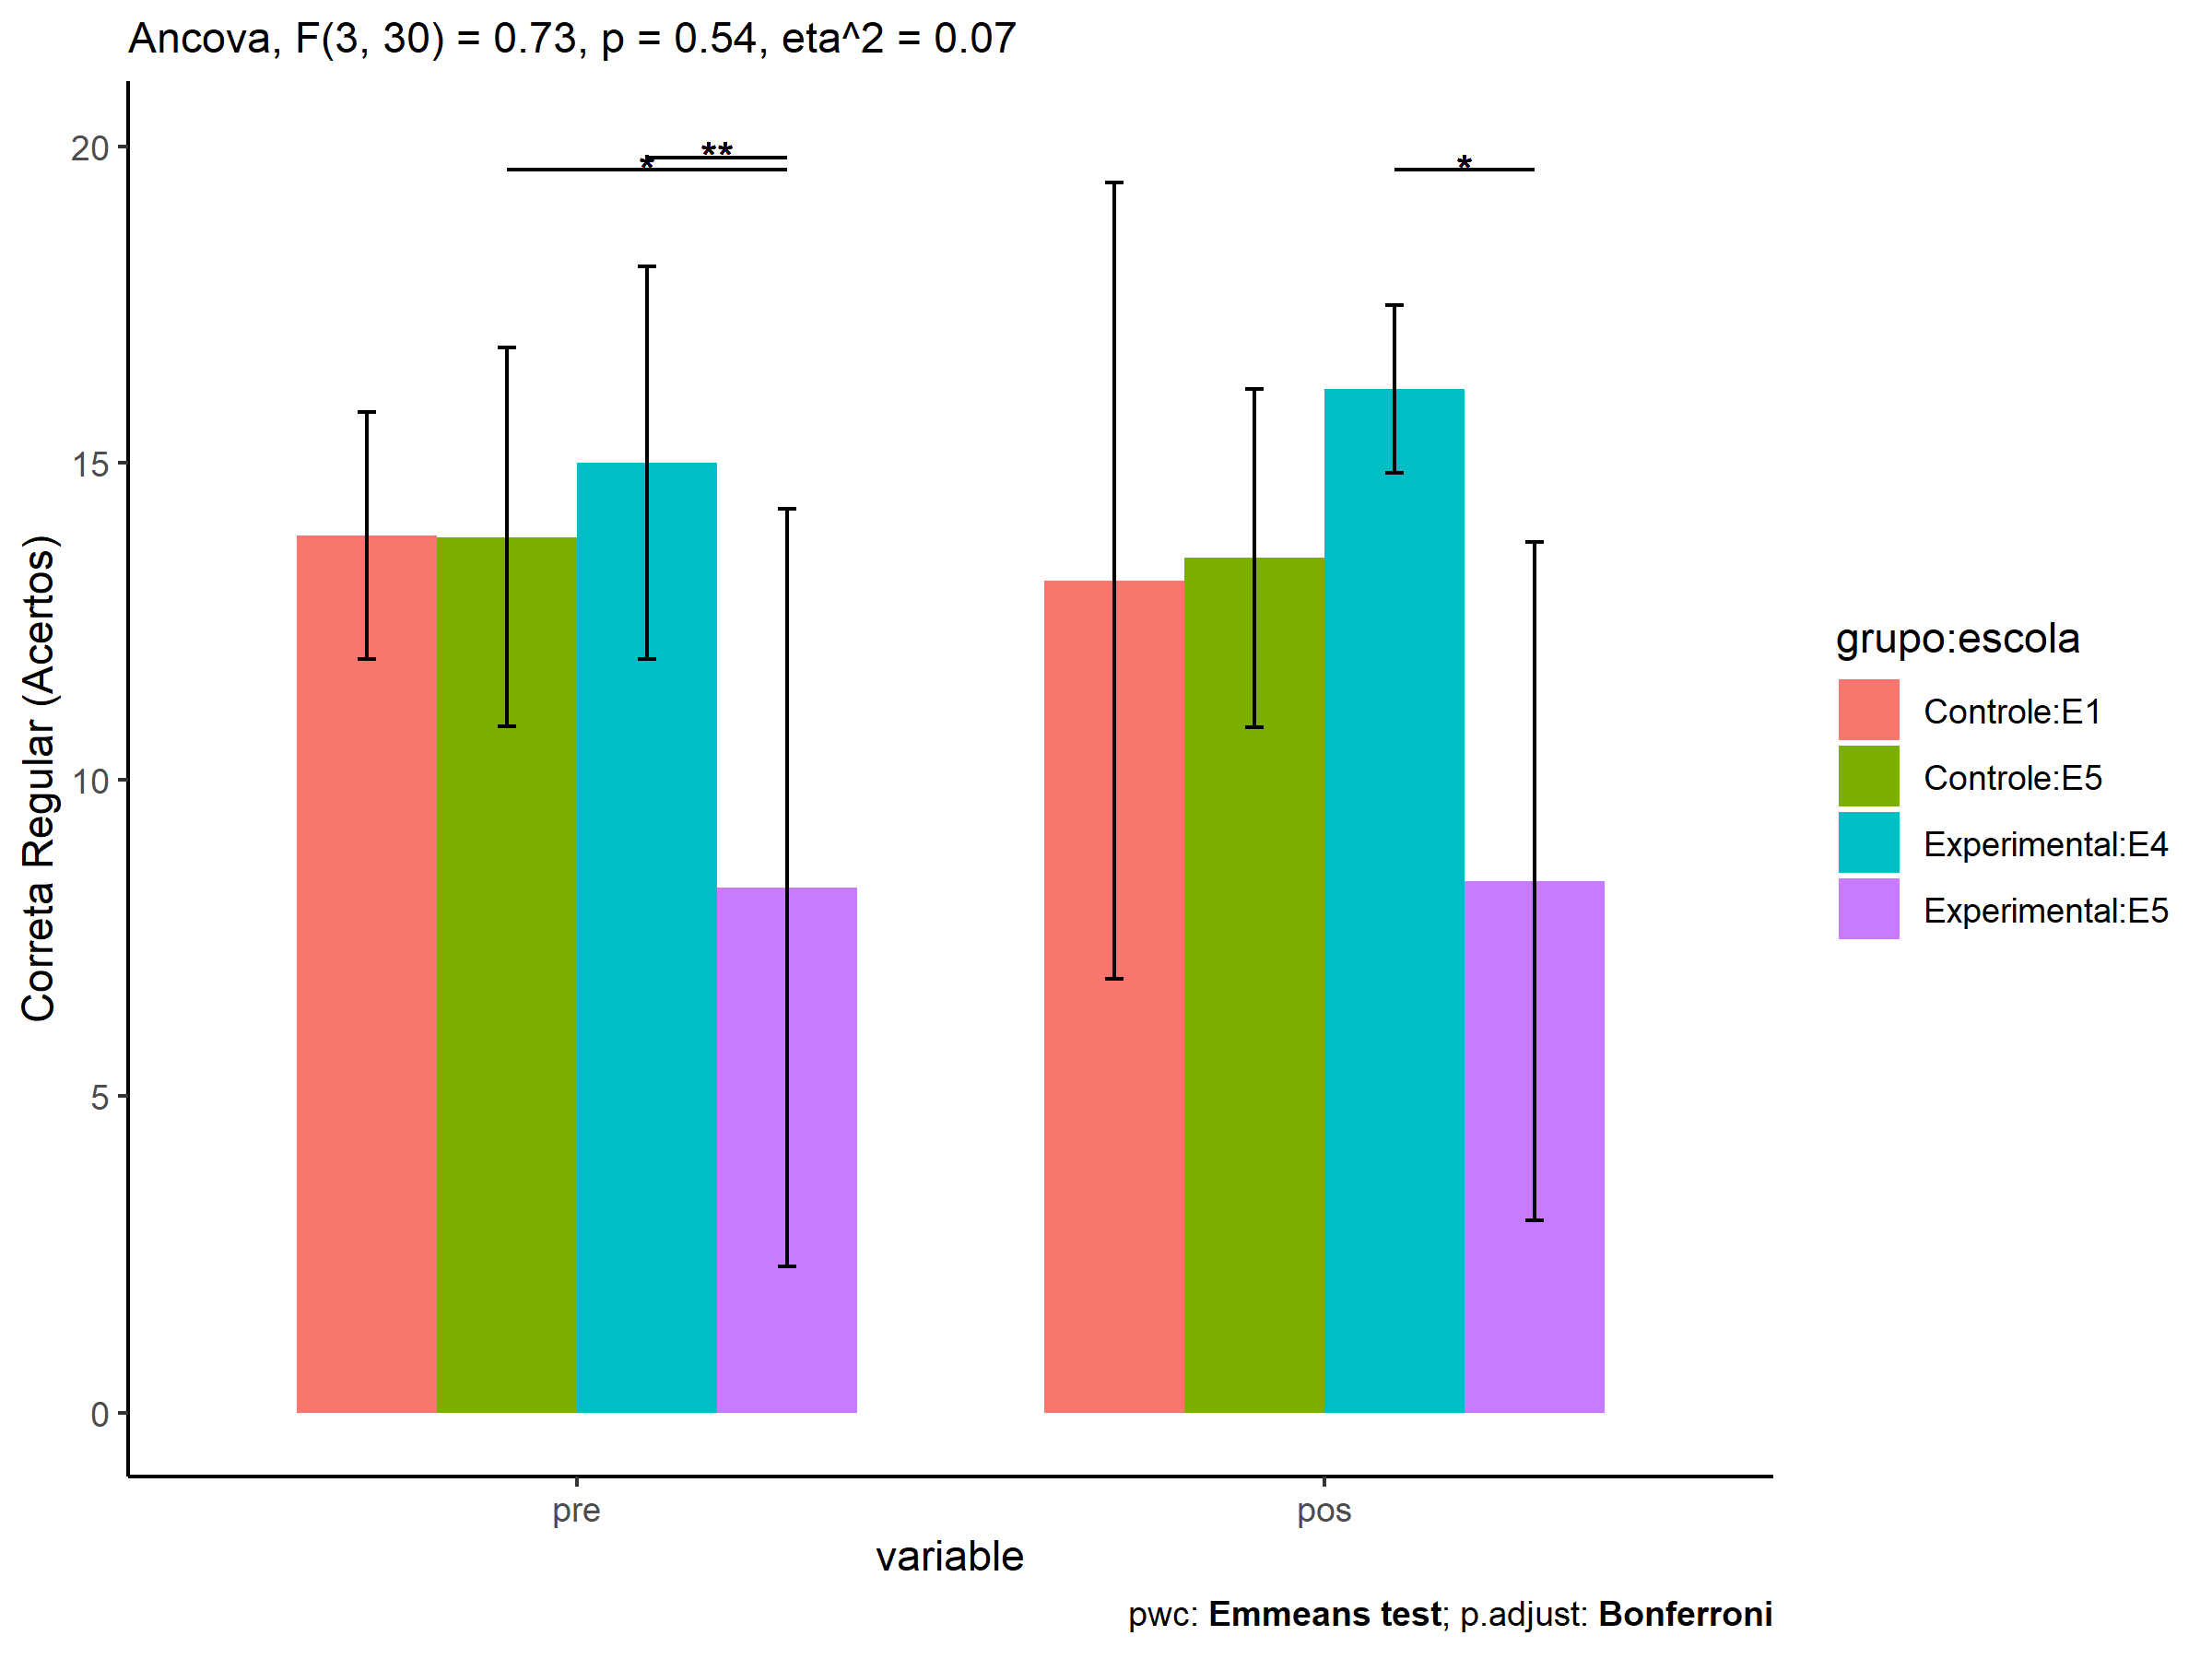 Ancova, F(3, 30) = 0.73, p = 0.54, eta^2 = 0.07
Correta Regular (Acertos)
20
15
10
5
0
**
*
*
pre
pos
variable
grupo:escola
Controle:E1
Controle:E5
Experimental:E4
Experimental:E5
pwc: Emmeans test; p.adjust: Bonferroni